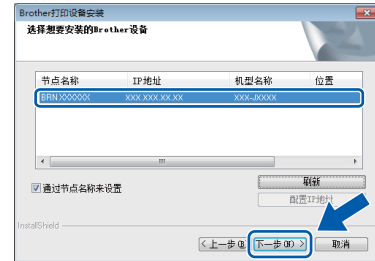 Brother打印设备安装
选择想要安装的Brother设备
节点名称 IP地址 机型名称 位置
BRNXXXXXX XXX.XXX.XX.XX XXX-JXXXX
通过节点名称来设置
刷新
配置IP地址
InstallShield
< 上一步(B) 下一步(N) > 取消